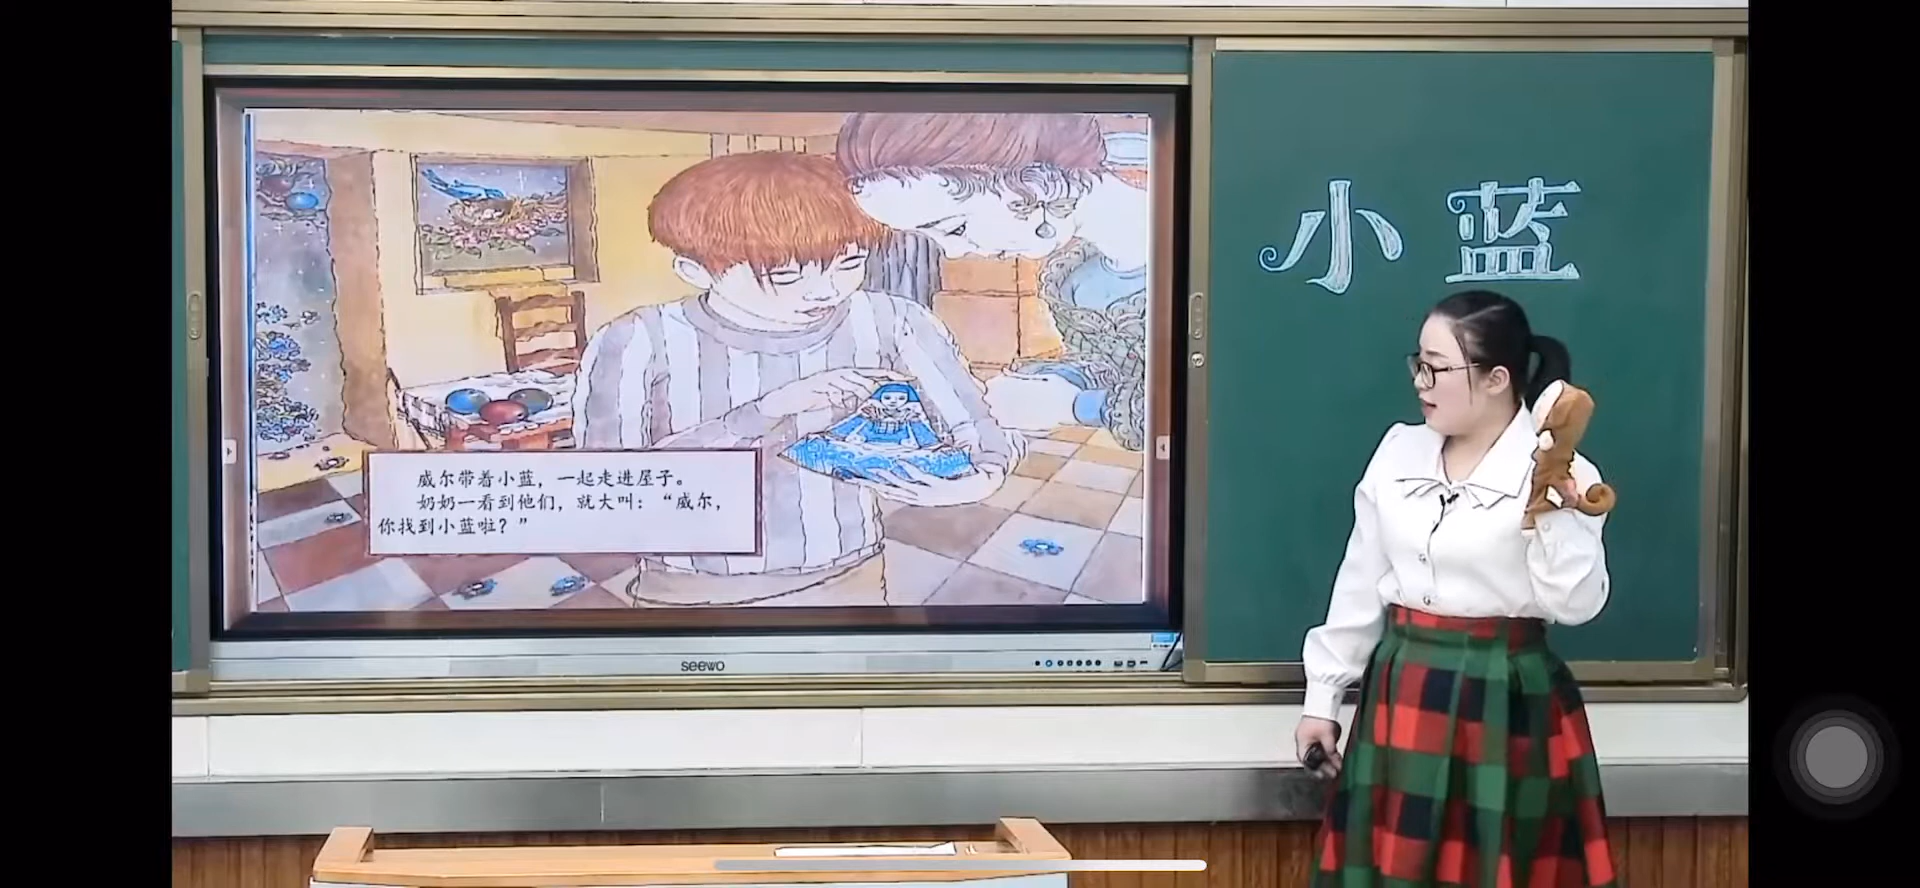 小蓝
威尔带着小蓝，一起走进屋子。
奶奶一看到他们，就大叫：“威尔，
你找到小蓝啦？”
seewo